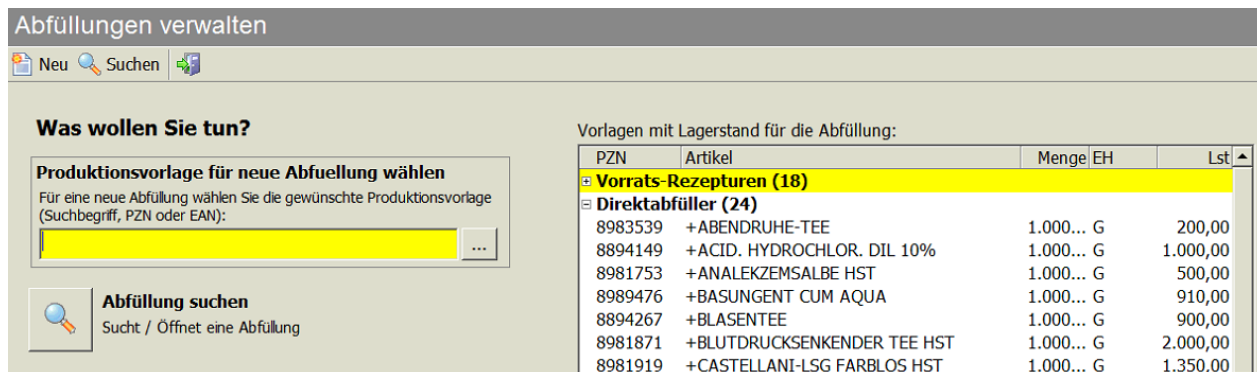 Abfüllungen verwalten
Neu Suchen
Was wollen Sie tun?
Produktionsvorlage für neue Abfuellung wählen
Für eine neue Abfüllung wählen Sie die gewünschte Produktionsvorlage
(Suchbegriff, PZN oder EAN):
...
Abfüllung suchen
Sucht / Öffnet eine Abfüllung
Vorlagen mit Lagerstand für die Abfüllung:
PZN Artikel Menge EH Lst
Vorrats-Rezepturen (18)
Direktabfüller (24)
8983539 +ABENDRUHE-TEE 1.000... G 200,00
8894149 +ACID. HYDROCHLOR. DIL 10% 1.000... G 1.000,00
8981753 +ANALEKZEMSALBE HST 1.000... G 500,00
8989476 +BASUNGENT CUM AQUA 1.000... G 910,00
8894267 +BLASENTEE 1.000... G 900,00
8981871 +BLUTDRUCKSENKENDER TEE HST 1.000... G 2.000,00
8981919 +CASTELLANI-LSG FARBLOS HST 1.000... G 1.350,00